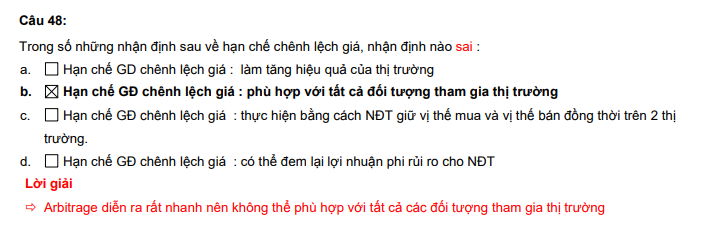 Câu 48:
Trong số những nhận định sau về hạn chế chênh lệch giá, nhận định nào sai :
a. ☐ Hạn chế GD chênh lệch giá : làm tăng hiệu quả của thị trường
b. ☒ Hạn chế GĐ chênh lệch giá : phù hợp với tất cả đối tượng tham gia thị trường
c. ☐ Hạn chế GĐ chênh lệch giá : thực hiện bằng cách NĐT giữ vị thế mua và vị thế bán đồng thời trên 2 thị
trường.
d. ☐ Hạn chế GĐ chênh lệch giá : có thể đem lại lợi nhuận phi rủi ro cho NĐT
Lời giải
⇨ Arbitrage diễn ra rất nhanh nên không thể phù hợp với tất cả các đối tượng tham gia thị trường